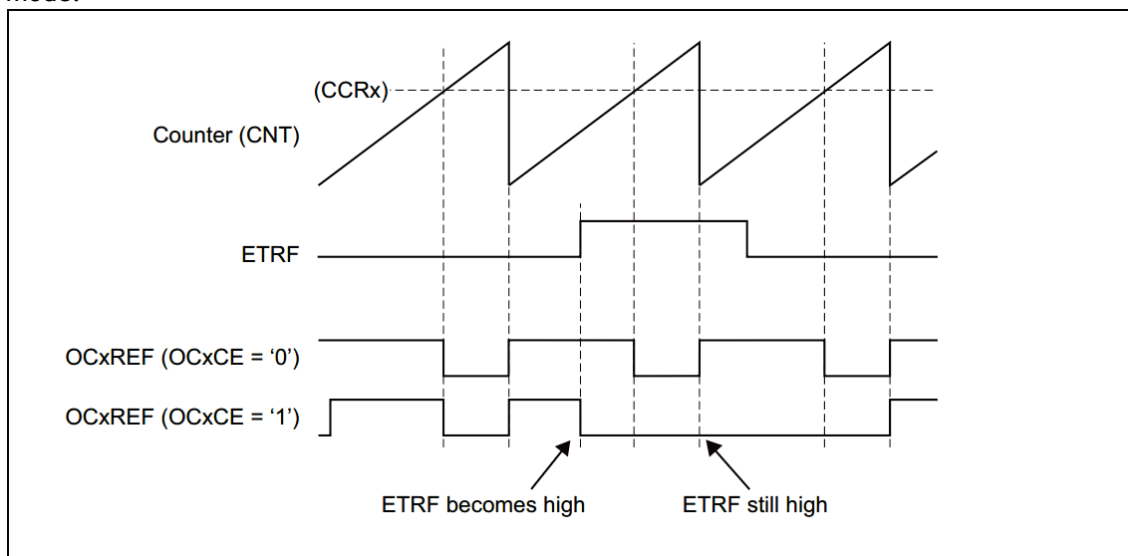 mode.
(CCRx)
Counter (CNT)
ETRF
OCxREF (OCxCE = ‘0’)
OCxREF (OCxCE = ‘1’)
ETRF becomes high
ETRF still high